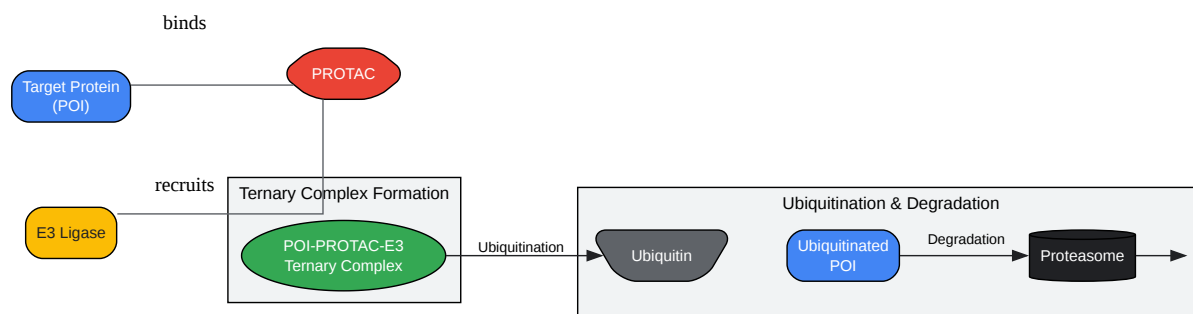 binds
PROTAC
Target Protein
(POI)
recruits
Ternary Complex Formation
E3 Ligase
POI-PROTAC-E3
Ternary Complex
Ubiquitination
Ubiquitination & Degradation
Ubiquitin
Ubiquitinated
POI
Degradation
Proteasome